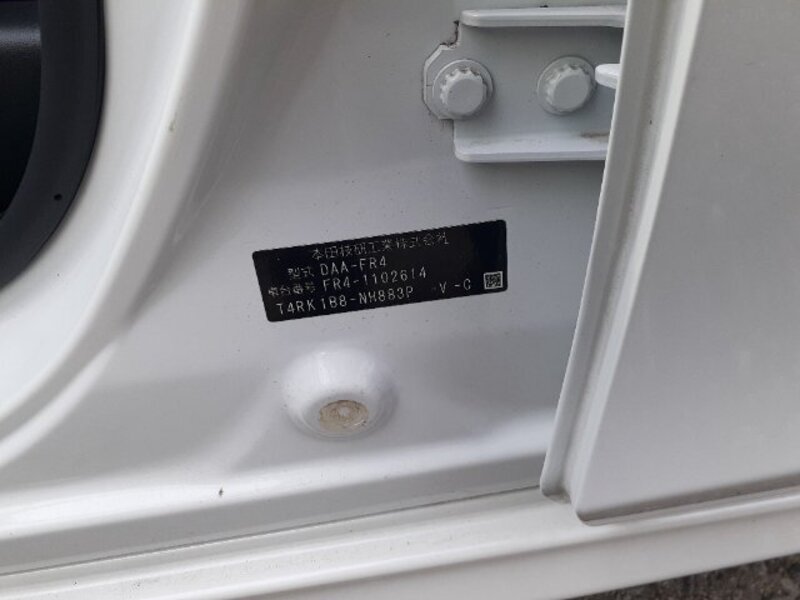 本田技研工業株式会社
型式 DAA-FR4
車台番号 FR4-1102614
T4RK1B8-NH883P -V-C